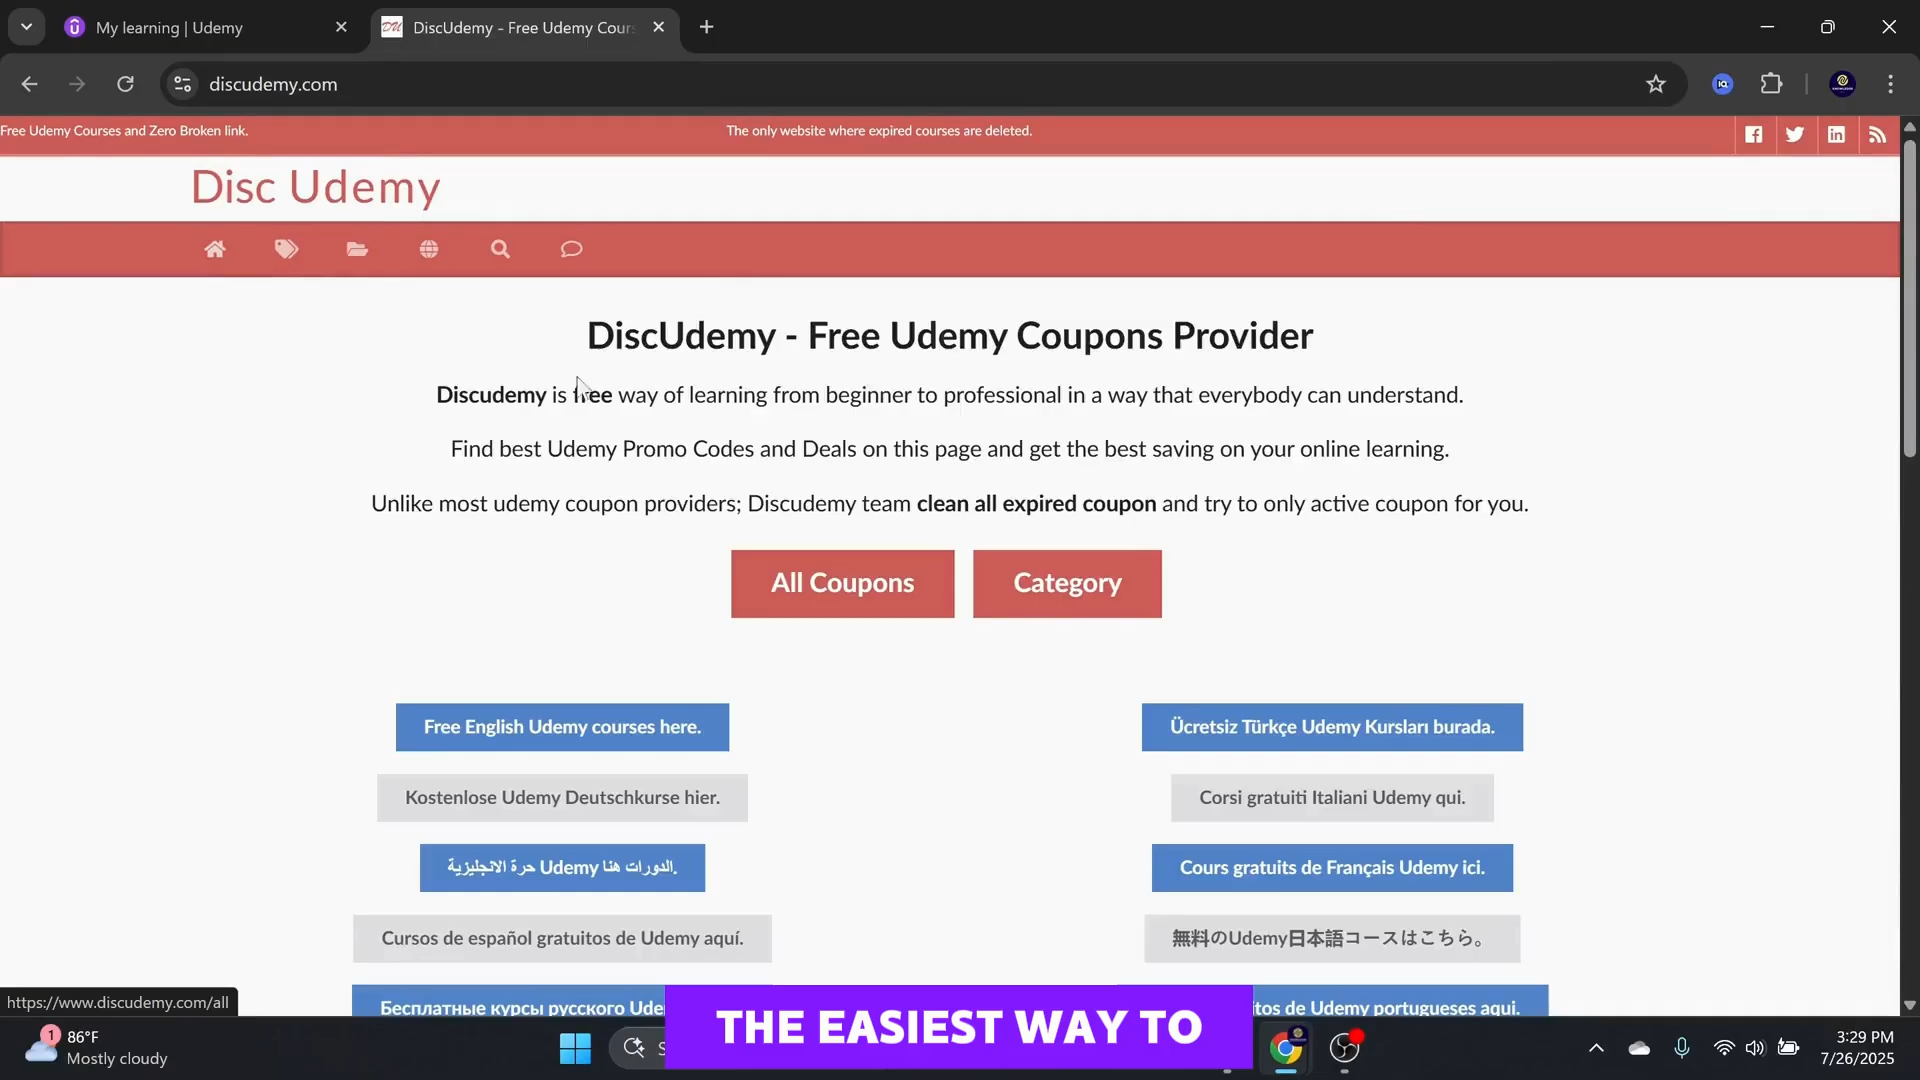 My learning | Udemy
DiscUdemy - Free Udemy Cour
discudemy.com
Free Udemy Courses and Zero Broken link.
The only website where expired courses are deleted.
Disc Udemy
DiscUdemy - Free Udemy Coupons Provider
Discudemy is free way of learning from beginner to professional in a way that everybody can understand.
Find best Udemy Promo Codes and Deals on this page and get the best saving on your online learning.
Unlike most udemy coupon providers; Discudemy team clean all expired coupon and try to only active coupon for you.
All Coupons
Category
Free English Udemy courses here.
Ücretsiz Türkçe Udemy Kursları burada.
Kostenlose Udemy Deutschkurse hier.
Corsi gratuiti Italiani Udemy qui.
حرة الانجليزية Udemy الدورات هنا.
Cours gratuits de Français Udemy ici.
Cursos de español gratuitos de Udemy aquí.
無料のUdemy日本語コースはこちら。
https://www.discudemy.com/all
Бесплатные курсы русского Ude
tos de Udemy portugueses aqui.
THE EASIEST WAY TO
1
86°F
Mostly cloudy
S
3:29 PM
7/26/2025